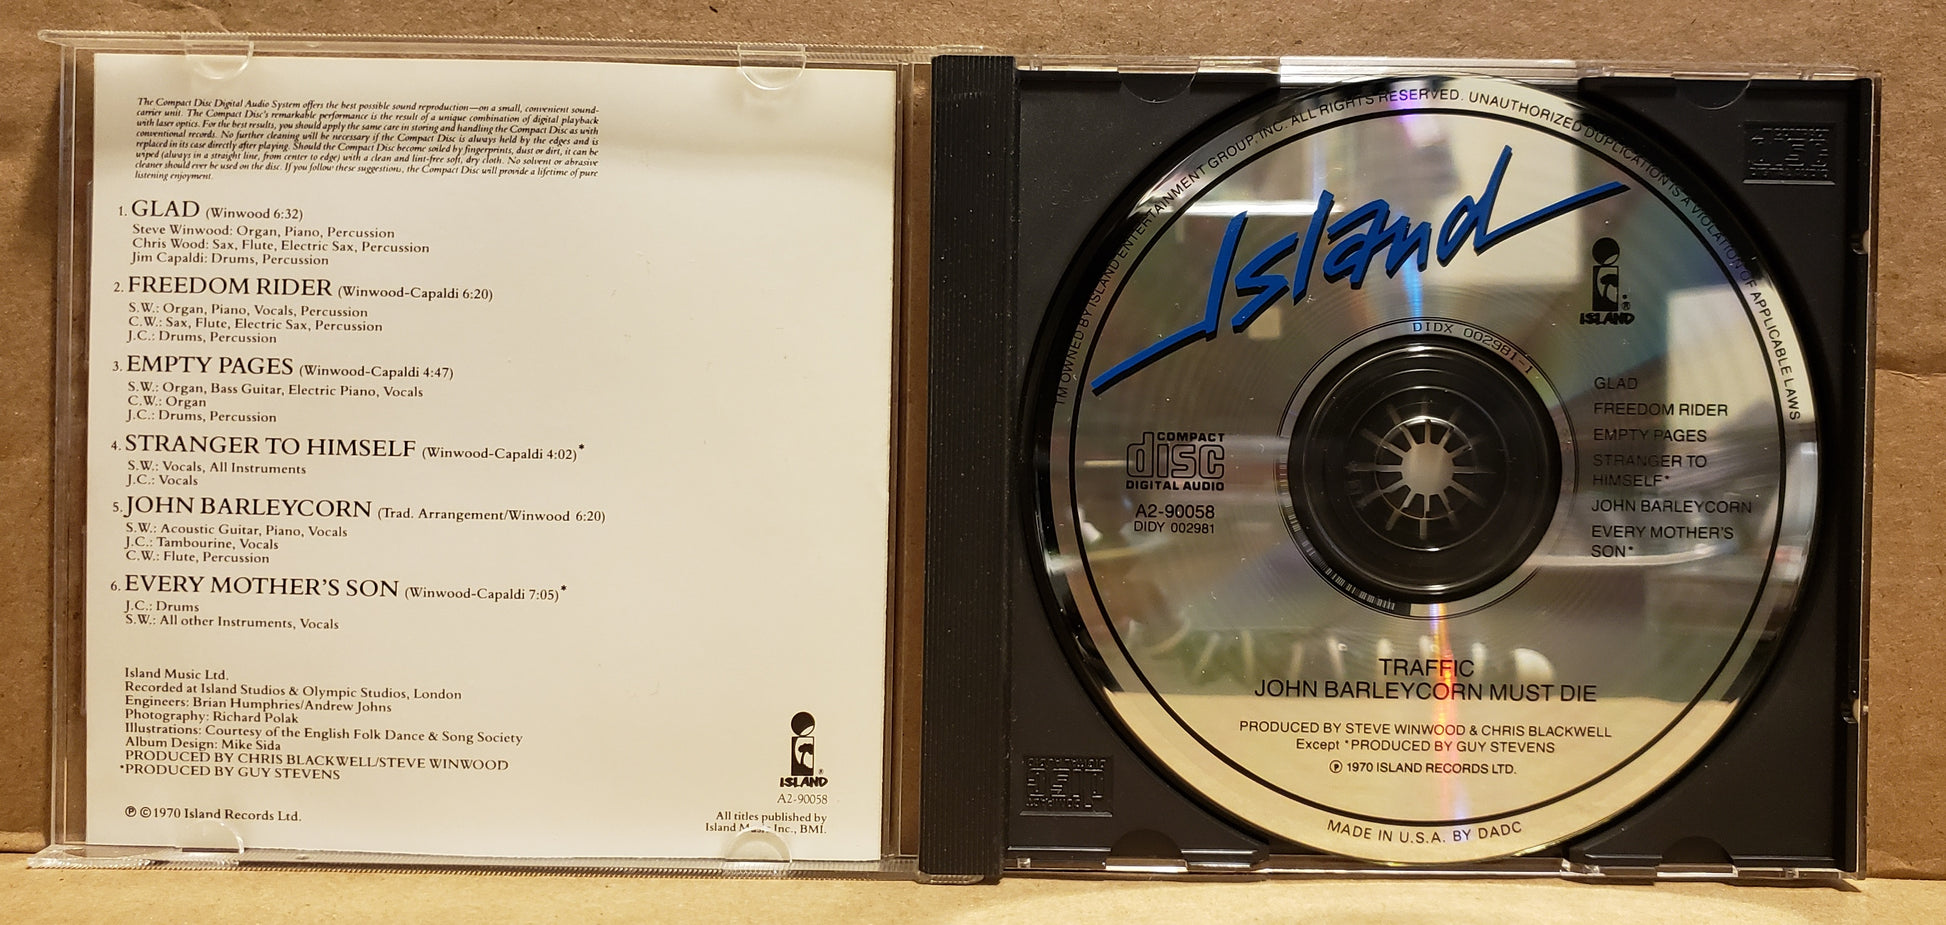 The Compact Disc Digital Audio System offers the best possible sound reproduction—on a small, convenient sound-
carrier unit. The Compact Disc's remarkable performance is the result of a unique combination of digital playback
with laser optics. For the best results, you should apply the same care in storing and handling the Compact Disc as with
conventional records. No further cleaning will be necessary if the Compact Disc is always held by the edges and is
replaced in its case directly after playing. Should the Compact Disc become soiled by fingerprints, dust or dirt, it can be
wiped (always in a straight line, from center to edge) with a clean and lint-free soft, dry cloth. No solvent or abrasive
cleaner should ever be used on the disc. If you follow these suggestions, the Compact Disc will provide a lifetime of pure
listening enjoyment.
1. GLAD (Winwood 6:32)
Steve Winwood: Organ, Piano, Percussion
Chris Wood: Sax, Flute, Electric Sax, Percussion
Jim Capaldi: Drums, Percussion
2. FREEDOM RIDER (Winwood-Capaldi 6:20)
S.W.: Organ, Piano, Vocals, Percussion
C.W.: Sax, Flute, Electric Sax, Percussion
J.C.: Drums, Percussion
3. EMPTY PAGES (Winwood-Capaldi 4:47)
S.W.: Organ, Bass Guitar, Electric Piano, Vocals
C.W.: Organ
J.C.: Drums, Percussion
4. STRANGER TO HIMSELF (Winwood-Capaldi 4:02)*
S.W.: Vocals, All Instruments
J.C.: Vocals
5. JOHN BARLEYCORN (Trad. Arrangement/Winwood 6:20)
S.W.: Acoustic Guitar, Piano, Vocals
J.C.: Tambourine, Vocals
C.W.: Flute, Percussion
6. EVERY MOTHER'S SON (Winwood-Capaldi 7:05)*
J.C.: Drums
S.W.: All other Instruments, Vocals
Island Music Ltd.
Recorded at Island Studios & Olympic Studios, London
Engineers: Brian Humphries/Andrew Johns
Photography: Richard Polak
Illustrations: Courtesy of the English Folk Dance & Song Society
Album Design: Mike Sida
PRODUCED BY CHRIS BLACKWELL/STEVE WINWOOD
*PRODUCED BY GUY STEVENS
℗ ©1970 Island Records Ltd.
ISLAND®
A2-90058
All titles published by
Island Music Inc., BMI.
I'M OWNED BY ISLAND ENTERTAINMENT GROUP, INC. ALL RIGHTS RESERVED. UNAUTHORIZED DUPLICATION IS A VIOLATION OF APPLICABLE LAWS
Island
ISLAND®
DIDX 002981-1
COMPACT
disc
DIGITAL AUDIO
A2-90058
DIDY 002981
GLAD
FREEDOM RIDER
EMPTY PAGES
STRANGER TO
HIMSELF*
JOHN BARLEYCORN
EVERY MOTHER'S
SON*
TRAFFIC
JOHN BARLEYCORN MUST DIE
PRODUCED BY STEVE WINWOOD & CHRIS BLACKWELL
Except *PRODUCED BY GUY STEVENS
℗ 1970 ISLAND RECORDS LTD.
MADE IN U.S.A. BY DADC
COMPACT
disc
DIGITAL AUDIO
COMPACT
disc
DIGITAL AUDIO